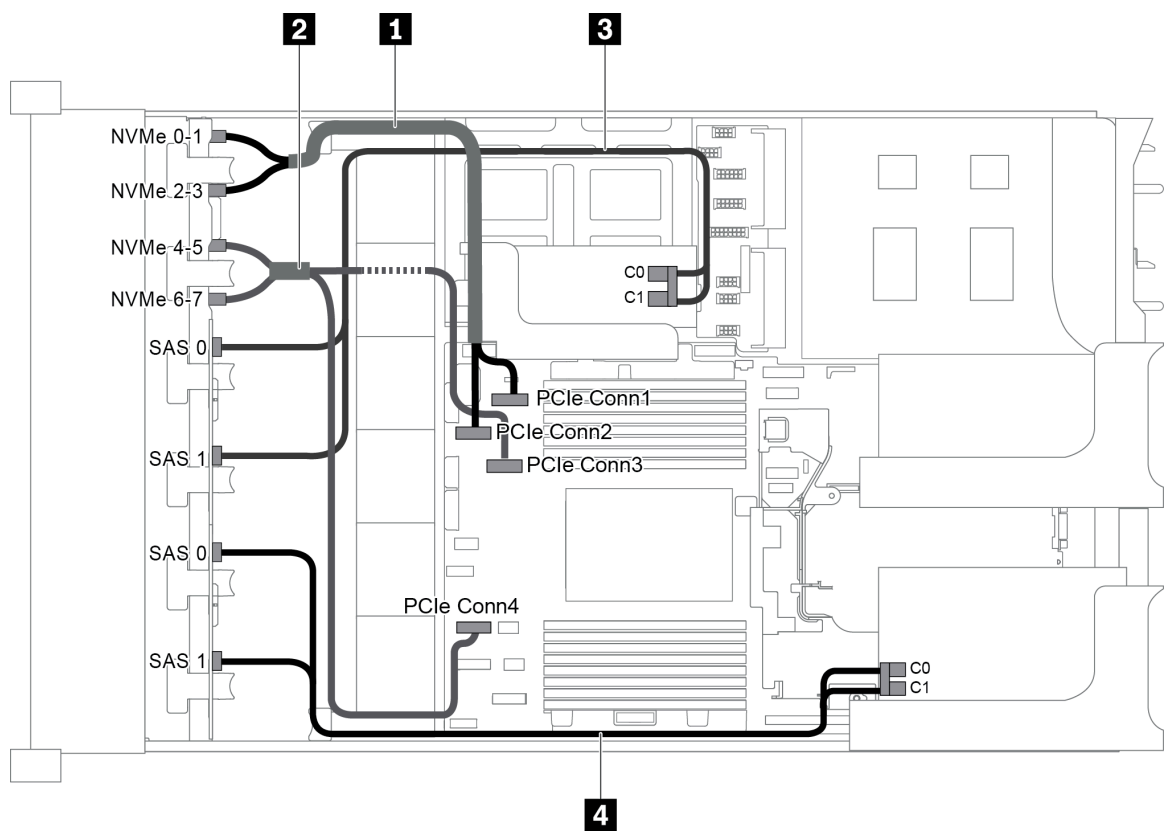 2
1
3
NVMe 0-1
NVMe 2-3
NVMe 4-5
NVMe 6-7
C0
C1
SAS 0
PCIe Conn1
PCIe Conn2
SAS 1
PCIe Conn3
SAS 0
PCIe Conn4
SAS 1
C0
C1
4